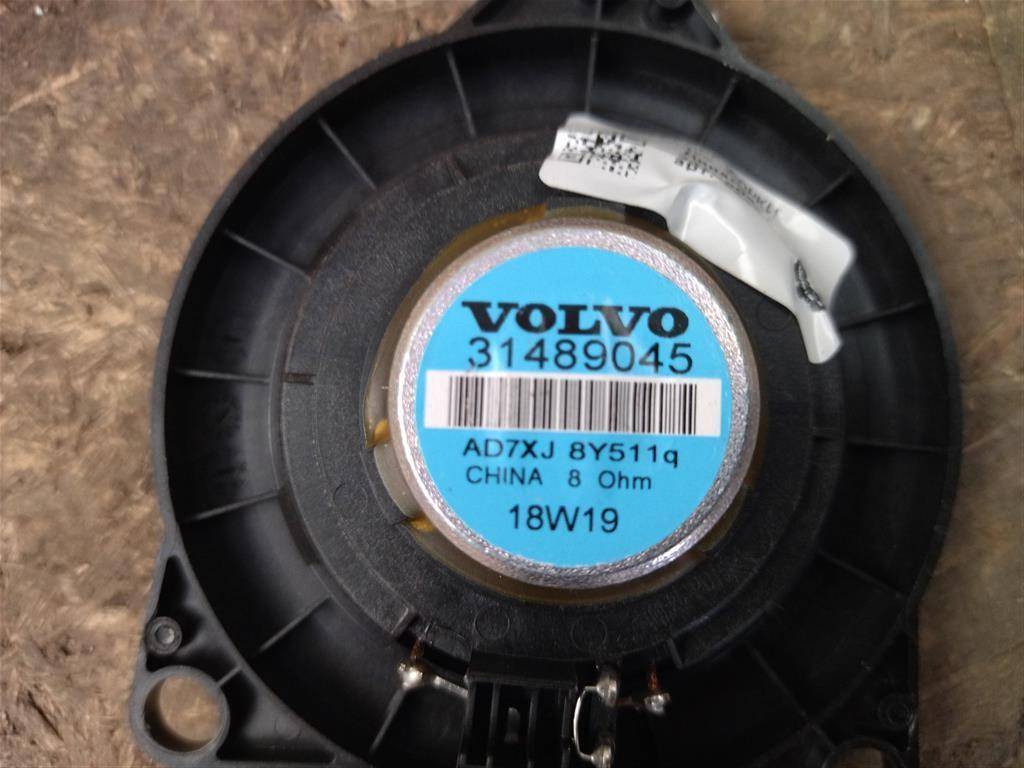 VOLVO
31489045
AD7XJ 8Y511q
CHINA 8 Ohm
18W19